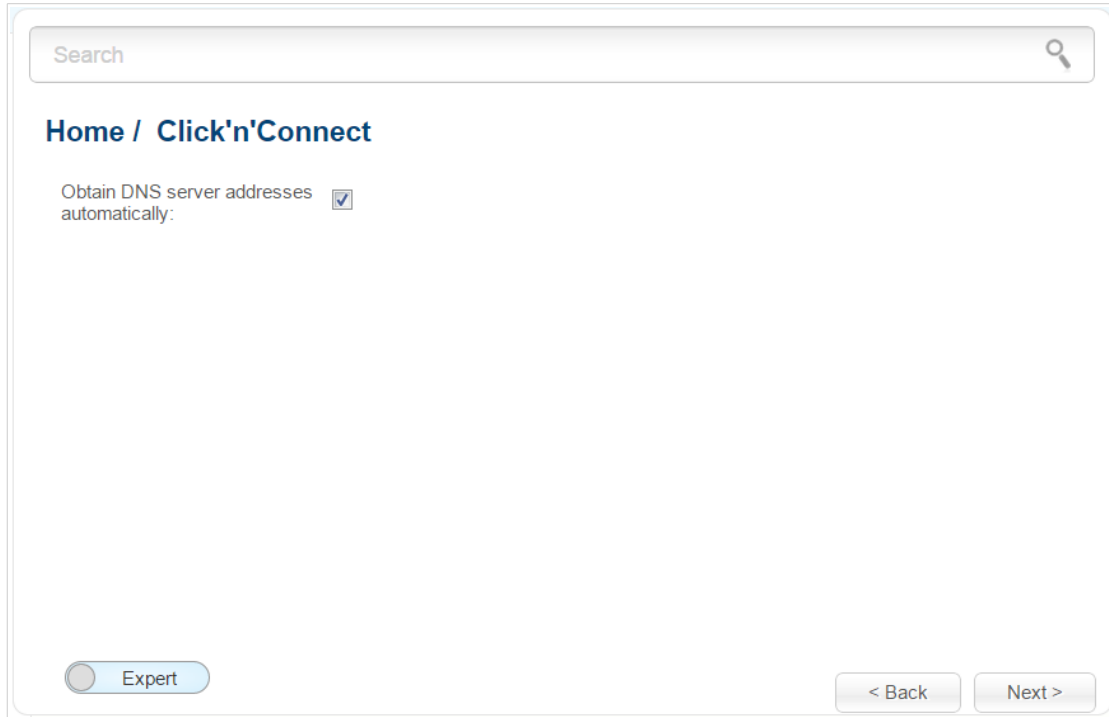 Search
Home /  Click'n'Connect
Obtain DNS server addresses
automatically:
Expert
< Back
Next >